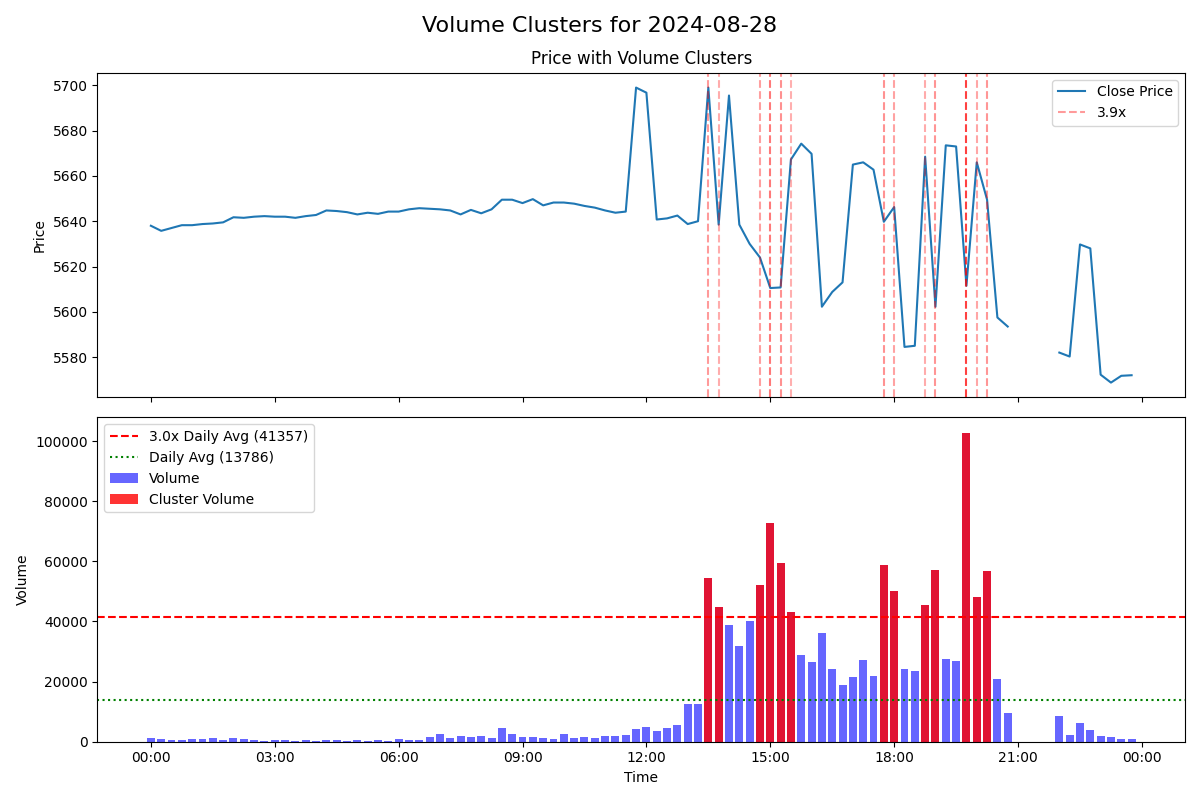 Volume Clusters for 2024-08-28
Price with Volume Clusters
5700
5680
5660
5640
5620
5600
5580
Price
Close Price
3.9x
100000
80000
60000
40000
20000
0
Volume
3.0x Daily Avg (41357)
Daily Avg (13786)
Volume
Cluster Volume
00:00 03:00 06:00 09:00 12:00 15:00 18:00 21:00 00:00
Time